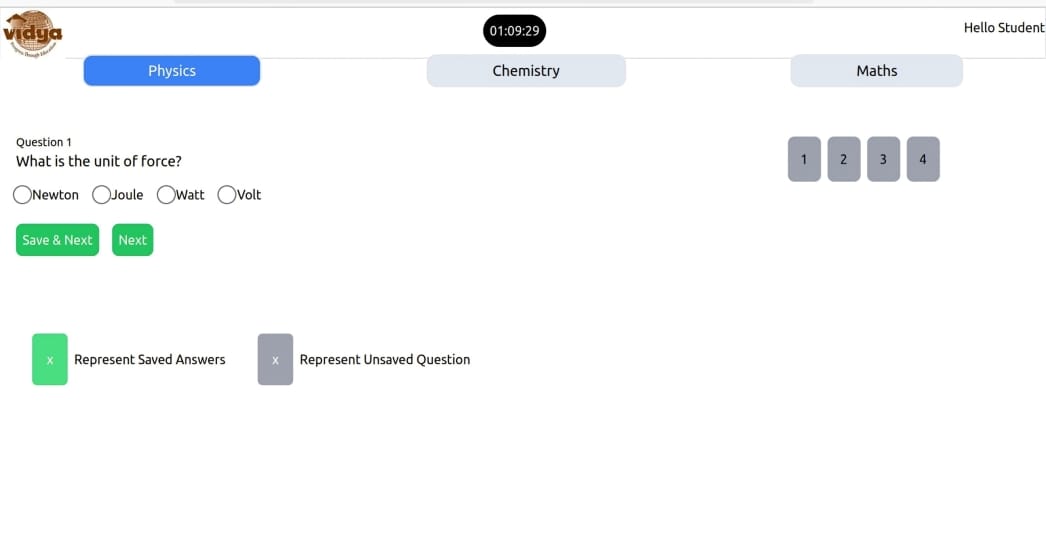 vidya
01:09:29
Hello Student
Physics
Chemistry
Maths
Question 1
What is the unit of force?
1 2 3 4
Newton Joule Watt Volt
Save & Next Next
x Represent Saved Answers x Represent Unsaved Question